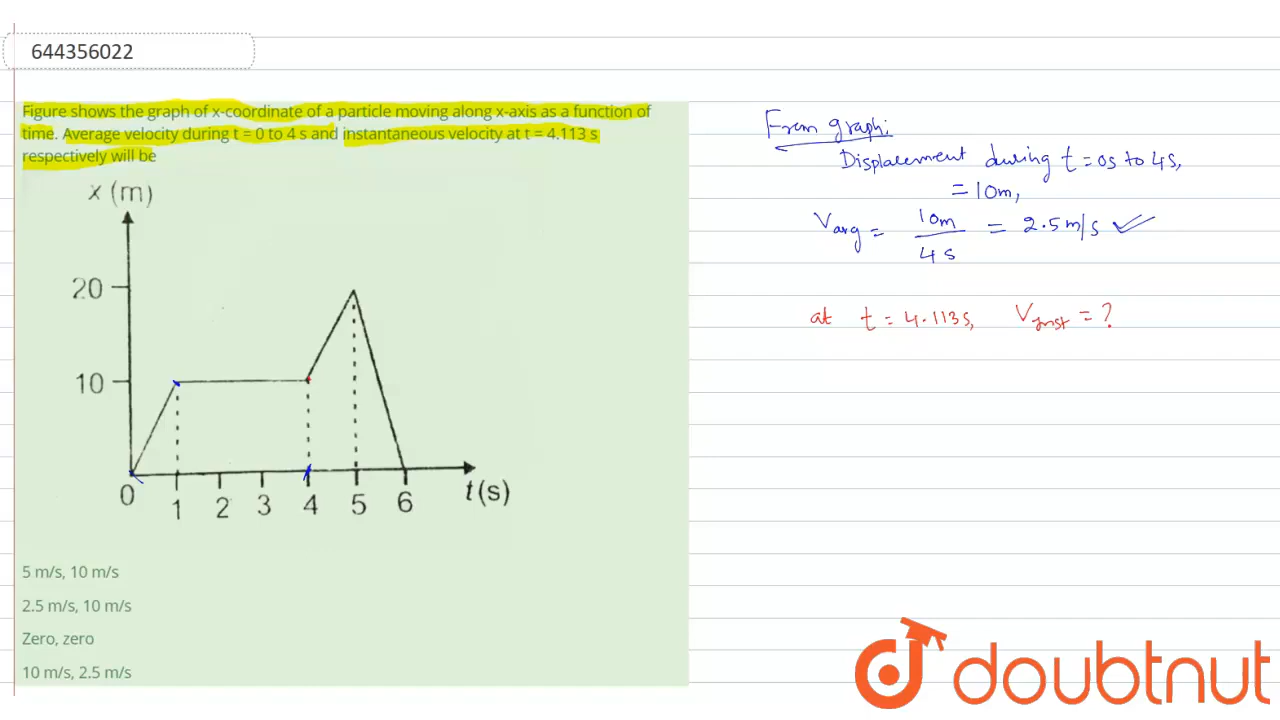 644356022
Figure shows the graph of x-coordinate of a particle moving along x-axis as a function of
time. Average velocity during t = 0 to 4 s and instantaneous velocity at t = 4.113 s
respectively will be
x (m)
20
10
0 1 2 3 4 5 6 t(s)
5 m/s, 10 m/s
2.5 m/s, 10 m/s
Zero, zero
10 m/s, 2.5 m/s
From graph:
Displacement during t = 0s to 4s,
= 10m,
Vavg = 10m / 4s = 2.5 m/s ✓
at t = 4.113s, Vinst = ?
doubtnut